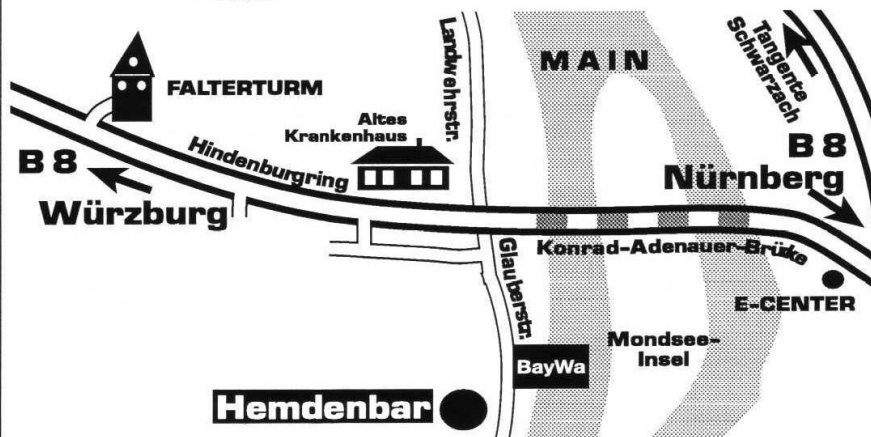 Landwehrstr.
MAIN
Tangente
Schwarzach
FALTERTURM
Altes
Krankenhaus
Hindenburgring
B 8
Würzburg
B 8
Nürnberg
Konrad-Adenauer-Brücke
Glauberstr.
E-CENTER
Mondsee-
Insel
BayWa
Hemdenbar